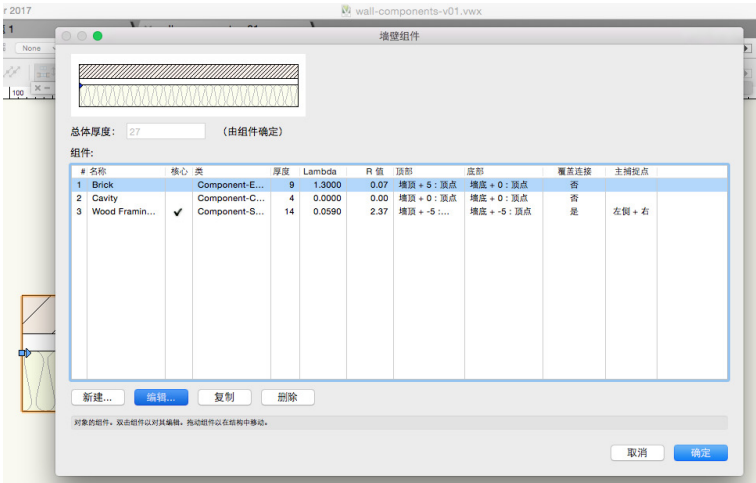 r 2017
wall-components-v01.vwx
1
墙壁组件
None
100
总体厚度: 27 (由组件确定)
组件:
# 名称 核心 类 厚度 Lambda R 值 顶部 底部 覆盖连接 主捕捉点
1 Brick Component-E... 9 1.3000 0.07 墙顶 + 5 : 顶点 墙底 + 0 : 顶点 否
2 Cavity Component-C... 4 0.0000 0.00 墙顶 + 0 : 顶点 墙底 + 0 : 顶点 否
3 Wood Framin... ✔ Component-S... 14 0.0590 2.37 墙顶 + -5 :... 墙底 + -5 : 顶点 是 左侧 + 右
新建... 编辑... 复制 删除
对象的组件。双击组件以对其编辑。拖动组件以在结构中移动。
取消 确定